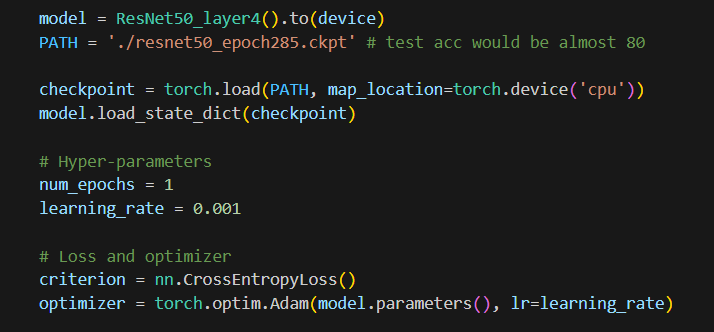 model = ResNet50_layer4().to(device)
PATH = './resnet50_epoch285.ckpt' # test acc would be almost 80
checkpoint = torch.load(PATH, map_location=torch.device('cpu'))
model.load_state_dict(checkpoint)
# Hyper-parameters
num_epochs = 1
learning_rate = 0.001
# Loss and optimizer
criterion = nn.CrossEntropyLoss()
optimizer = torch.optim.Adam(model.parameters(), lr=learning_rate)